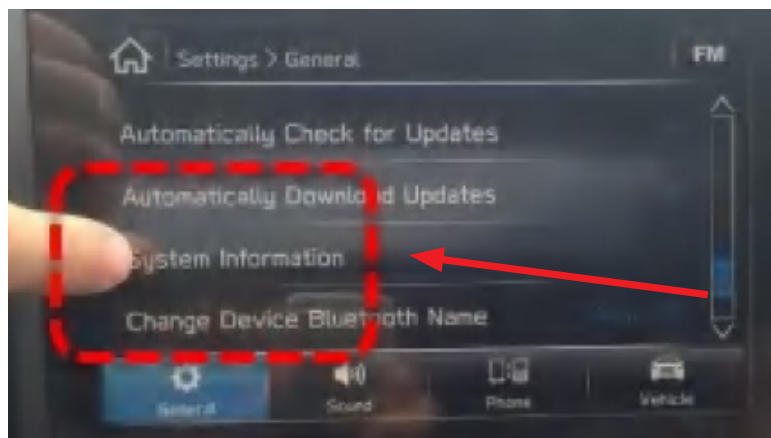 Settings > General
FM
Automatically Check for Updates
Automatically Download Updates
System Information
Change Device Bluetooth Name
General
Sound
Phone
Vehicle